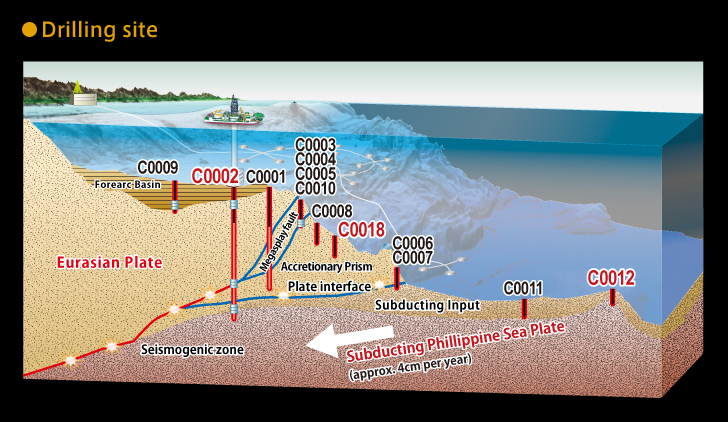 Drilling site
C0003
C0004
C0005
C0010
C0009
C0002
C0001
Forearc Basin
C0008
C0018
Megasplay fault
C0006
C0007
Eurasian Plate
Accretionary Prism
Plate interface
C0011
C0012
Subducting Input
Seismogenic zone
Subducting Phillippine Sea Plate
(approx. 4cm per year)